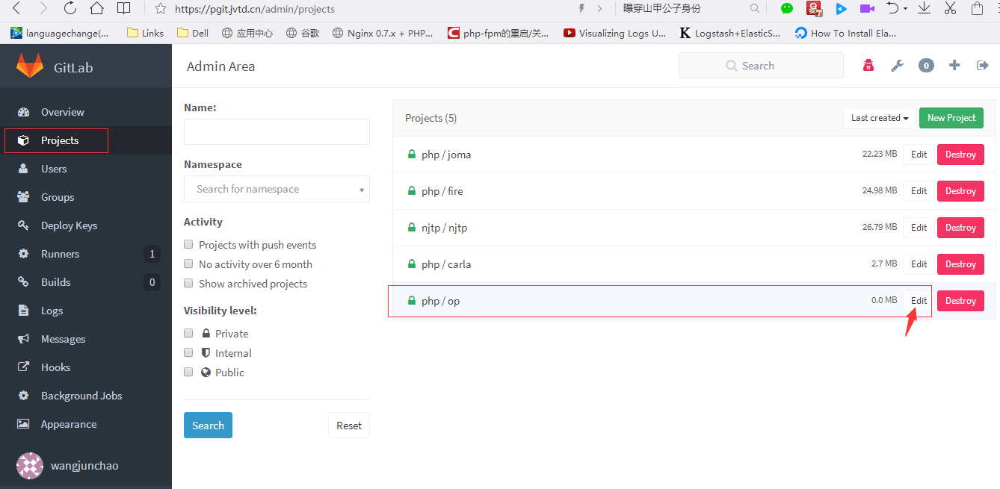 https://pgit.jvtd.cn/admin/projects
曝穿山甲公子身份
languagechange(...
Links
Dell
应用中心
谷歌
Nginx 0.7.x + PHP...
php-fpm的重启/关...
Visualizing Logs U...
Logstash+ElasticS...
How To Install Ela...
GitLab
Admin Area
Search
0
Overview
Projects
Users
Groups
Deploy Keys
Runners 1
Builds 0
Logs
Messages
Hooks
Background Jobs
Appearance
wangjunchao
Name:
Namespace
Search for namespace
Activity
Projects with push events
No activity over 6 month
Show archived projects
Visibility level:
Private
Internal
Public
Search Reset
Projects (5) Last created New Project
php / joma 22.23 MB Edit Destroy
php / fire 24.98 MB Edit Destroy
njtp / njtp 26.79 MB Edit Destroy
php / carla 2.7 MB Edit Destroy
php / op 0.0 MB Edit Destroy